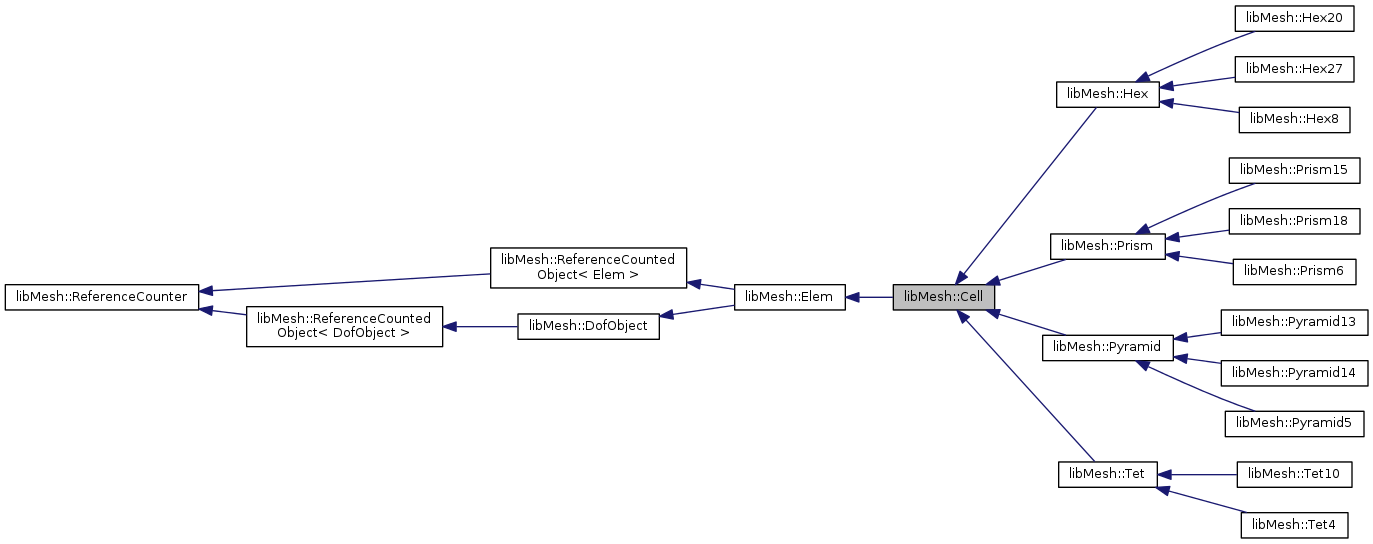 libMesh::ReferenceCounter
libMesh::ReferenceCounted
Object< Elem >
libMesh::ReferenceCounted
Object< DofObject >
libMesh::DofObject
libMesh::Elem
libMesh::Cell
libMesh::Hex
libMesh::Hex20
libMesh::Hex27
libMesh::Hex8
libMesh::Prism
libMesh::Prism15
libMesh::Prism18
libMesh::Prism6
libMesh::Pyramid
libMesh::Pyramid13
libMesh::Pyramid14
libMesh::Pyramid5
libMesh::Tet
libMesh::Tet10
libMesh::Tet4